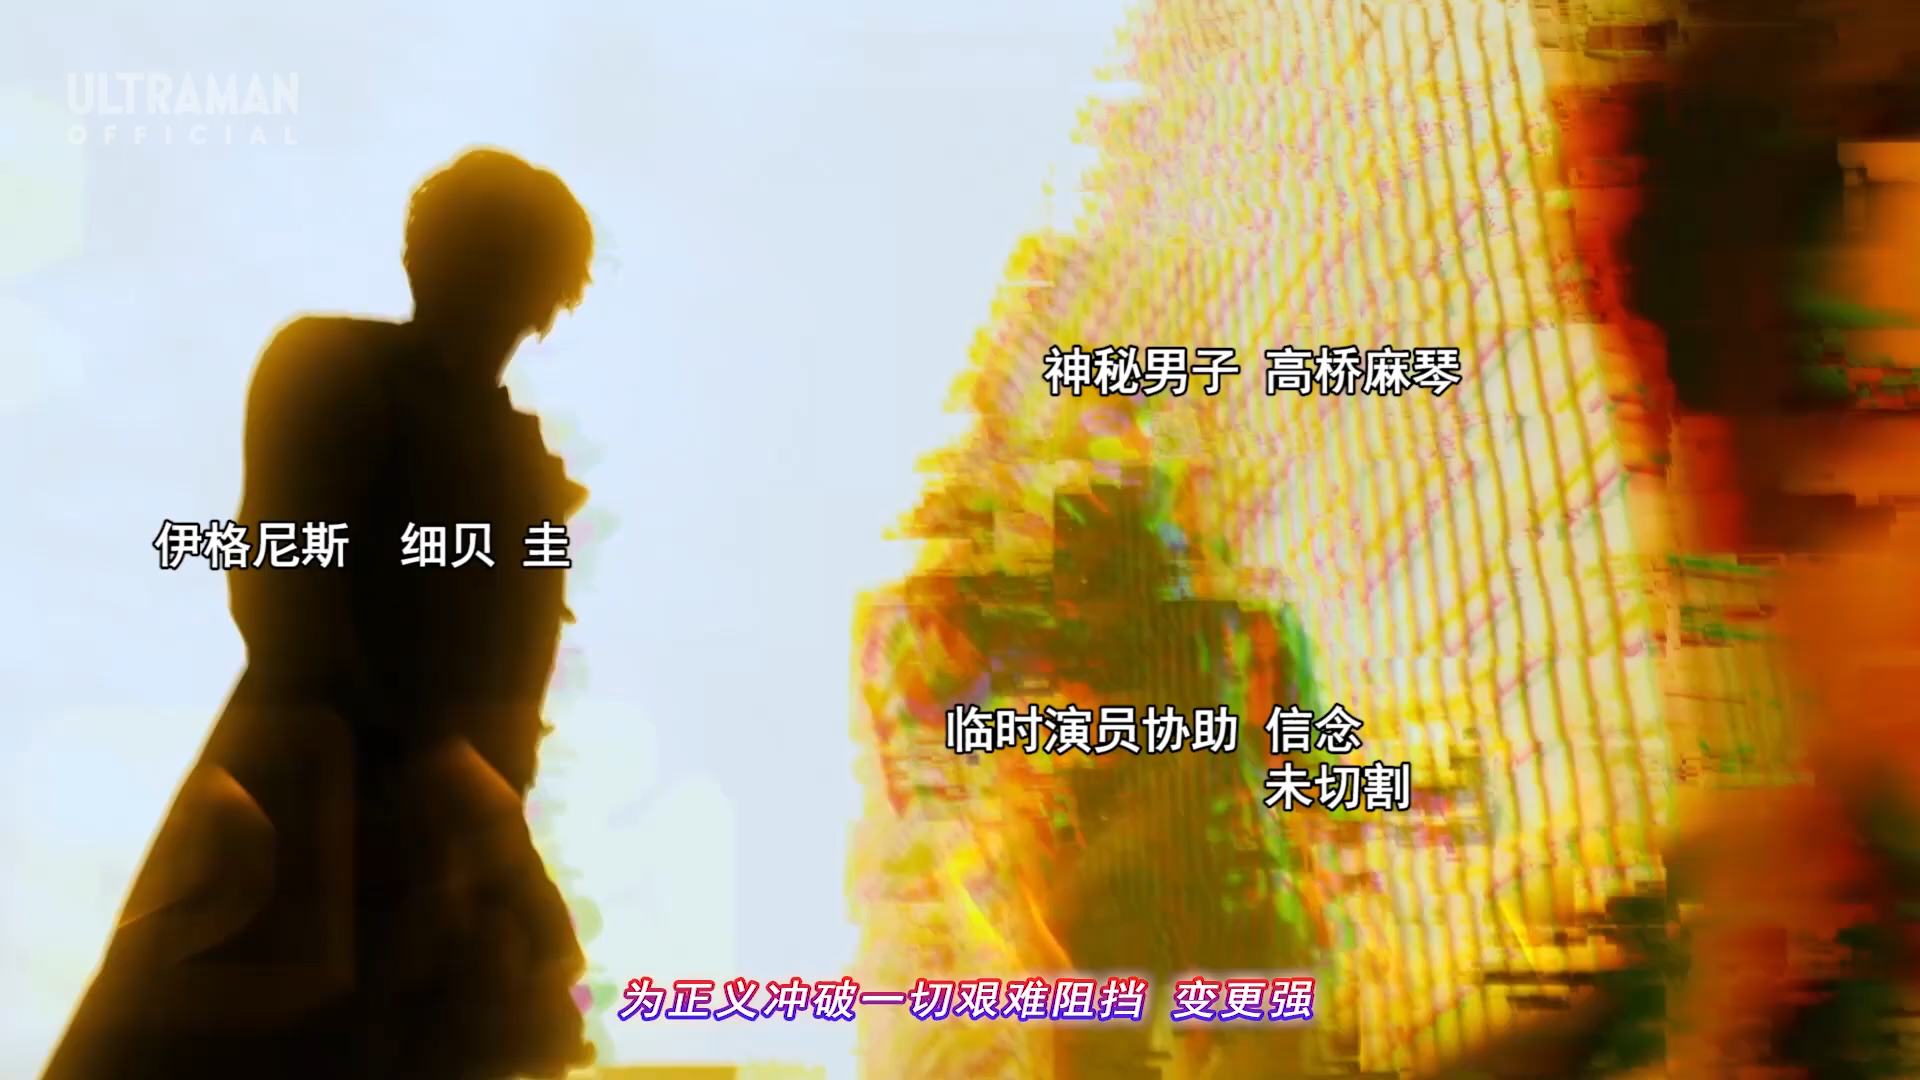 ULTRAMAN
OFFICIAL
神秘男子 高桥麻琴
伊格尼斯 细贝 圭
临时演员协助 信念
未切割
为正义冲破一切艰难阻挡 变更强